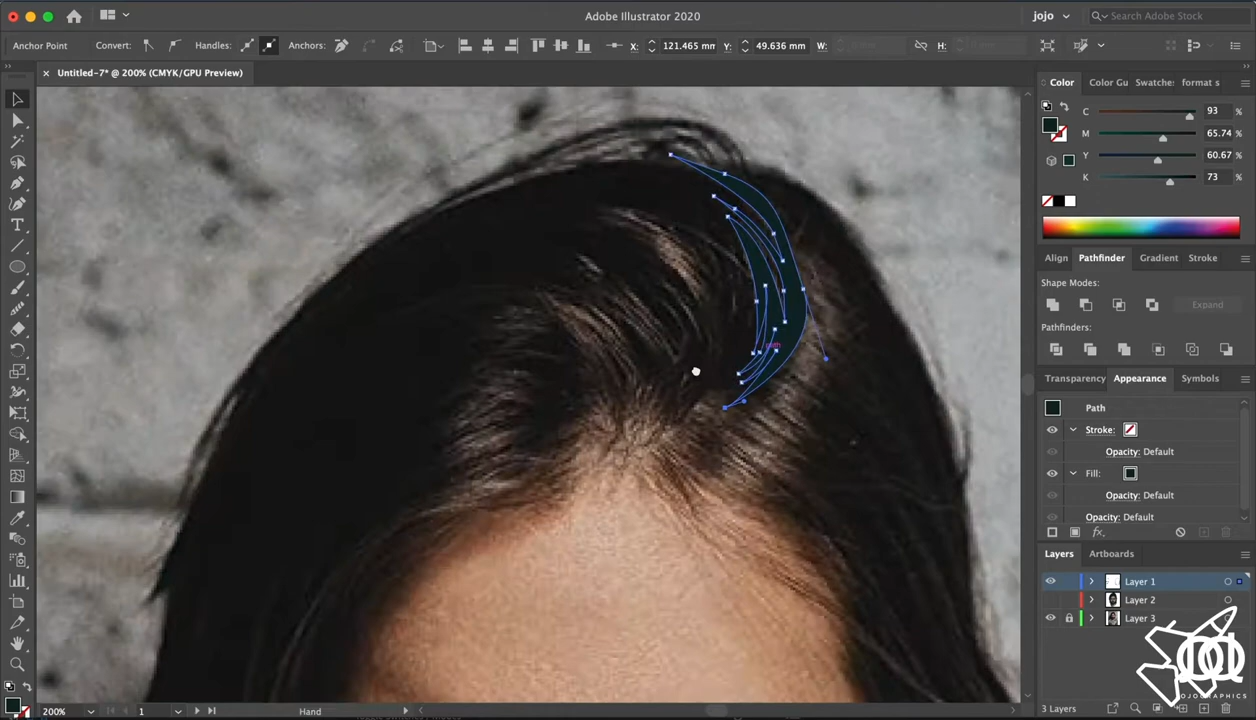 Adobe Illustrator 2020
jojo
Search Adobe Stock
Anchor Point
Convert:
Handles:
Anchors:
X:
121.465 mm
Y:
49.636 mm
W:
H:
Untitled-7* @ 200% (CMYK/GPU Preview)
Color
Color Gu
Swatche
format s
C
93
%
M
65.74
%
Y
60.67
%
K
73
%
Align
Pathfinder
Gradient
Stroke
Shape Modes:
Expand
Pathfinders:
Transparency
Appearance
Symbols
Path
Stroke:
Opacity: Default
Fill:
Opacity: Default
Opacity: Default
fx
Layers
Artboards
Layer 1
Layer 2
Layer 3
3 Layers
path
200%
1
Hand
OJOGRAPHICS